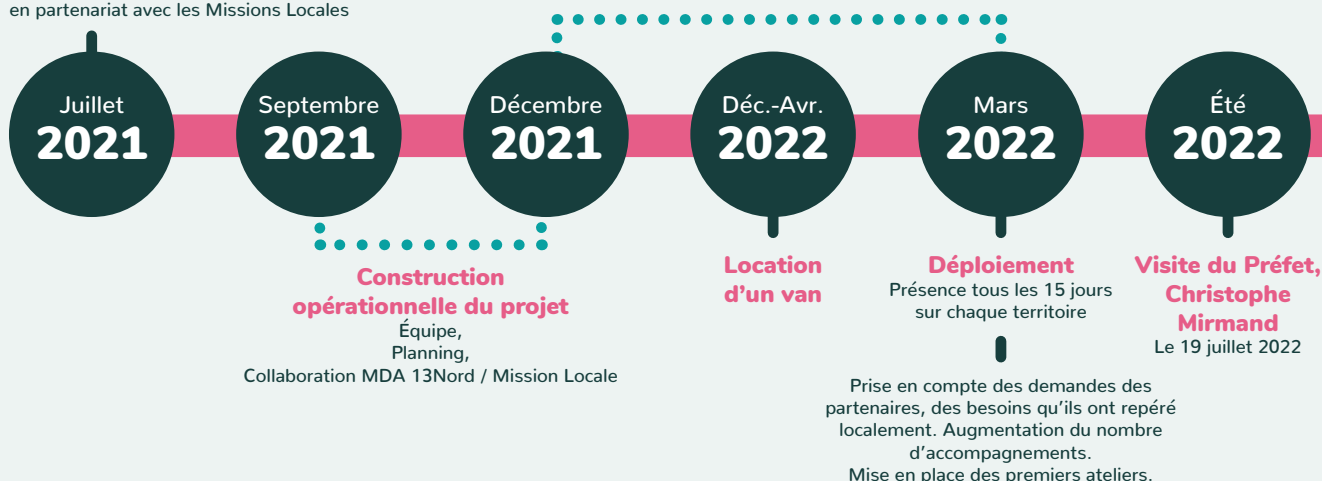 en partenariat avec les Missions Locales
Juillet
2021
Septembre
2021
Décembre
2021
Déc.-Avr.
2022
Mars
2022
Été
2022
Construction
opérationnelle du projet
Équipe,
Planning,
Collaboration MDA 13Nord / Mission Locale
Location
d'un van
Déploiement
Présence tous les 15 jours
sur chaque territoire
Prise en compte des demandes des
partenaires, des besoins qu'ils ont repéré
localement. Augmentation du nombre
d'accompagnements.
Mise en place des premiers ateliers.
Visite du Préfet,
Christophe
Mirmand
Le 19 juillet 2022